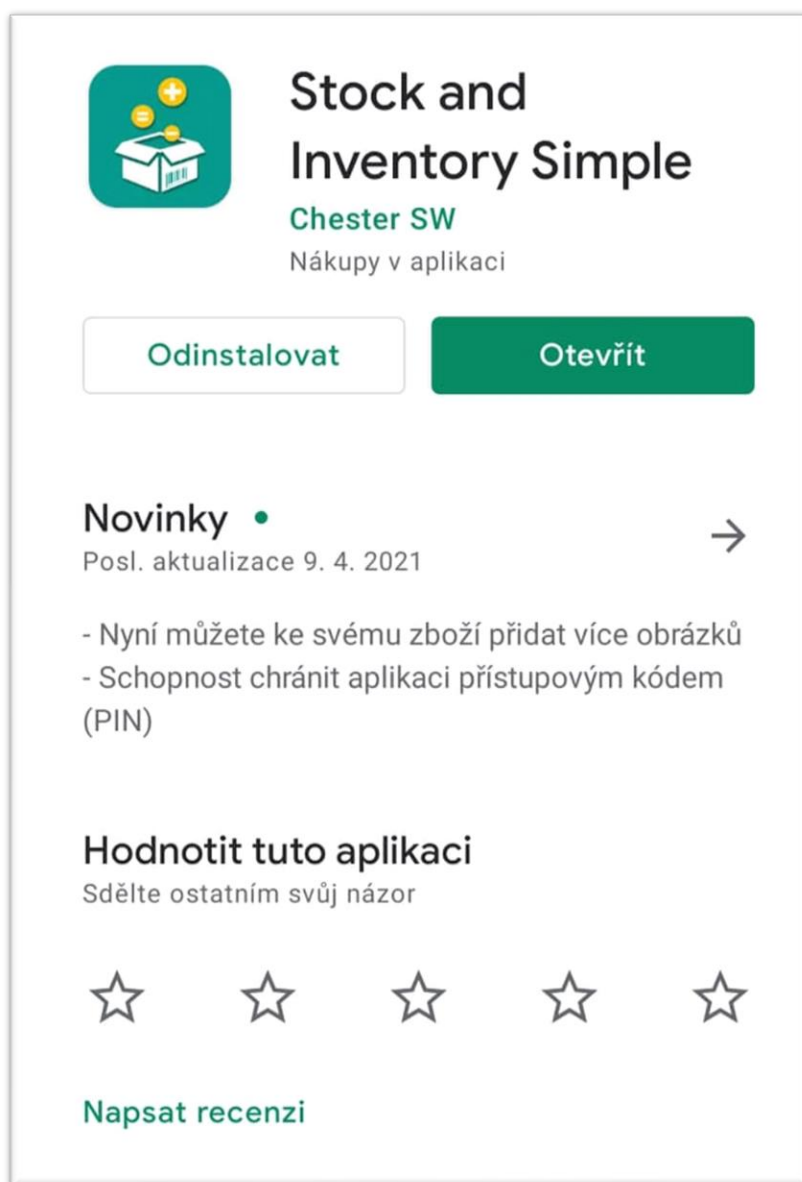 Stock and
Inventory Simple
Chester SW
Nákupy v aplikaci
Odinstalovat
Otevřít
Novinky •
Posl. aktualizace 9. 4. 2021
- Nyní můžete ke svému zboží přidat více obrázků
- Schopnost chránit aplikaci přístupovým kódem
(PIN)
Hodnotit tuto aplikaci
Sdělte ostatním svůj názor
Napsat recenzi